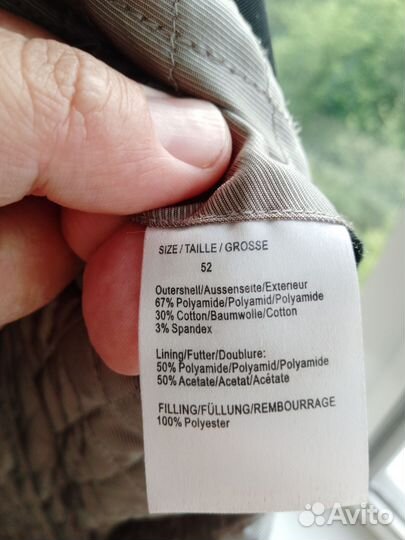 SIZE / TAILLE / GROSSE
52
Outershell/Aussenseite/Exterieur
67% Polyamide/Polyamid/Polyamide
30% Cotton/Baumwolle/Cotton
3% Spandex
Lining/Futter/Doublure:
50% Polyamide/Polyamid/Polyamide
50% Acetate/Acetat/Acétate
FILLING/FÜLLUNG/REMBOURRAGE
100% Polyester
Avito